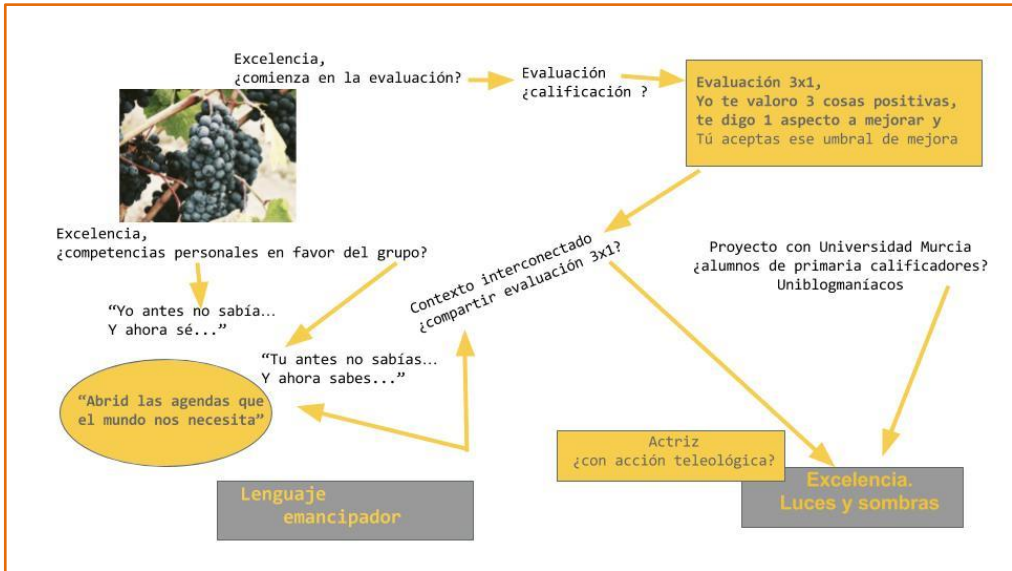 Excelencia,
¿comienza en la evaluación?
Evaluación
¿calificación ?
Evaluación 3x1,
Yo te valoro 3 cosas positivas,
te digo 1 aspecto a mejorar y
Tú aceptas ese umbral de mejora
Excelencia,
¿competencias personales en favor del grupo?
Contexto interconectado
¿compartir evaluación 3x1?
Proyecto con Universidad Murcia
¿alumnos de primaria calificadores?
Uniblogmaníacos
“Yo antes no sabía…
Y ahora sé...”
“Tu antes no sabías…
Y ahora sabes...”
“Abrid las agendas que
el mundo nos necesita”
Actriz
¿con acción teleológica?
Excelencia.
Luces y sombras
Lenguaje
emancipador